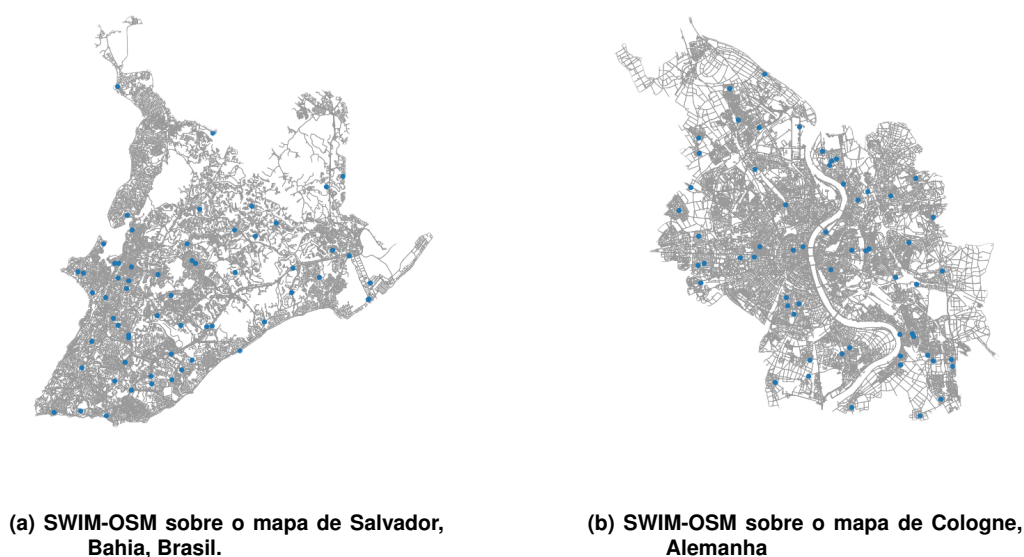 (a) SWIM-OSM sobre o mapa de Salvador,
Bahia, Brasil.
(b) SWIM-OSM sobre o mapa de Cologne,
Alemanha